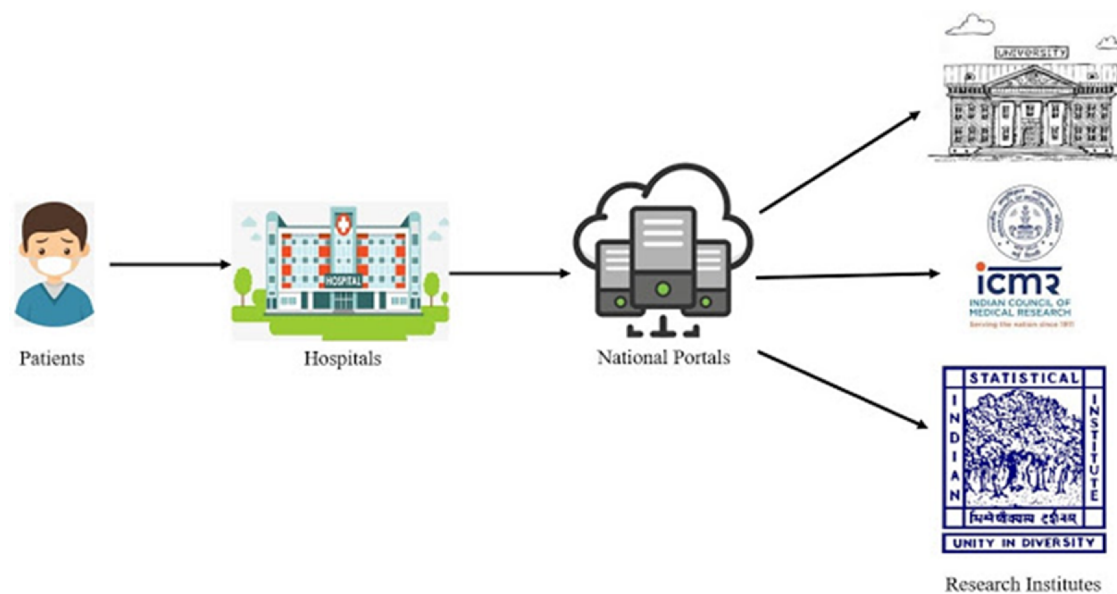 UNIVERSITY
HOSPITAL
Patients
Hospitals
National Portals
icmr
INDIAN COUNCIL OF
MEDICAL RESEARCH
Serving the nation since 1911
INDIAN
STATISTICAL
INSTITUTE
UNITY IN DIVERSITY
Research Institutes